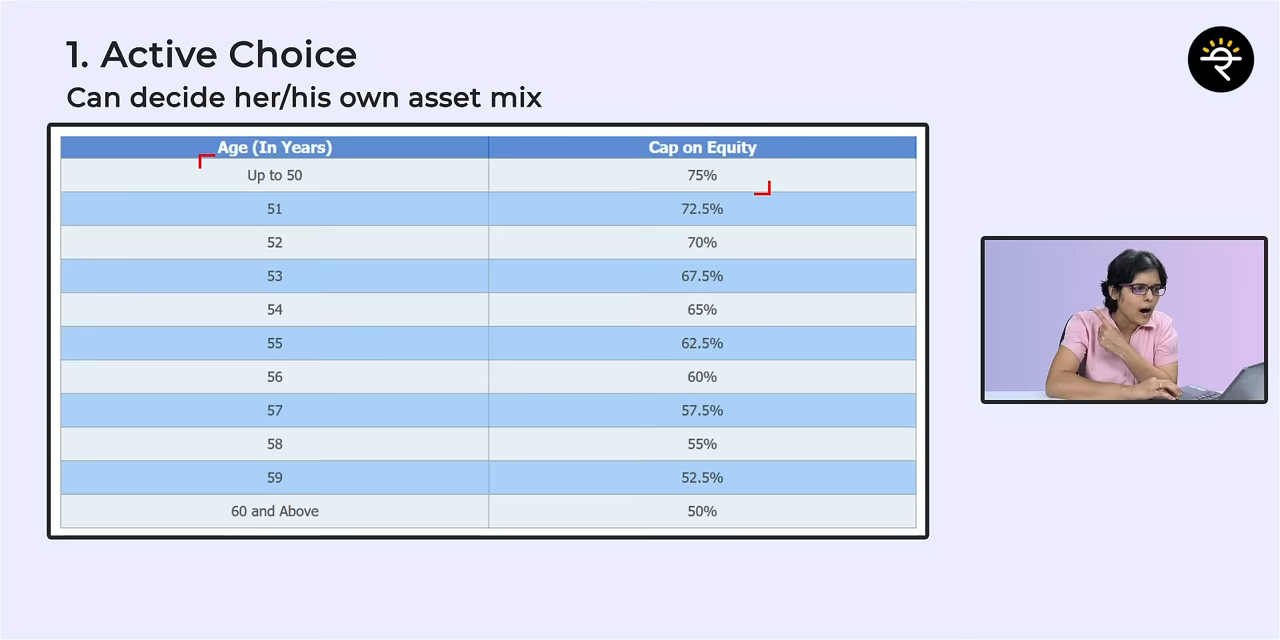 1. Active Choice
Can decide her/his own asset mix
Age (In Years) Cap on Equity
Up to 50 75%
51 72.5%
52 70%
53 67.5%
54 65%
55 62.5%
56 60%
57 57.5%
58 55%
59 52.5%
60 and Above 50%